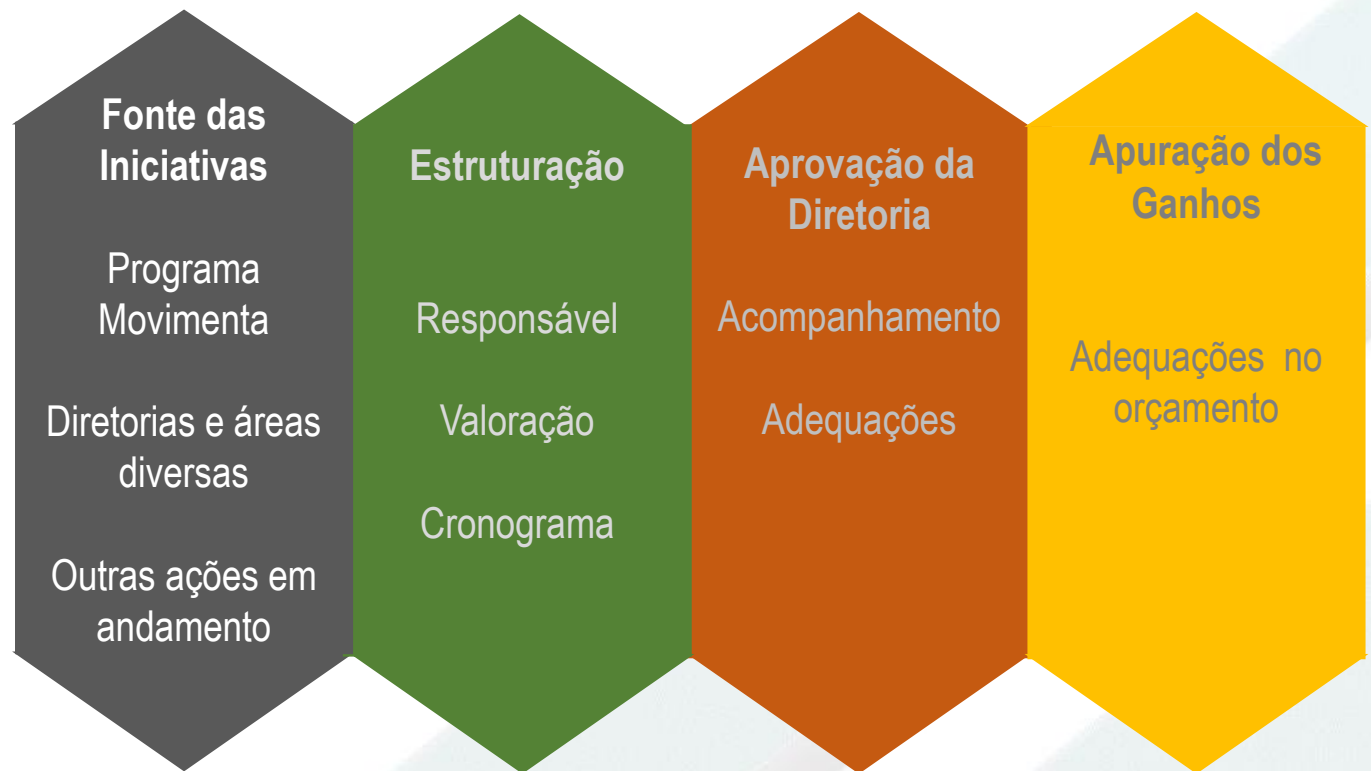 Fonte das
Iniciativas
Programa
Movimenta
Diretorias e áreas
diversas
Outras ações em
andamento
Estruturação
Responsável
Valoração
Cronograma
Aprovação da
Diretoria
Acompanhamento
Adequações
Apuração dos
Ganhos
Adequações no
orçamento